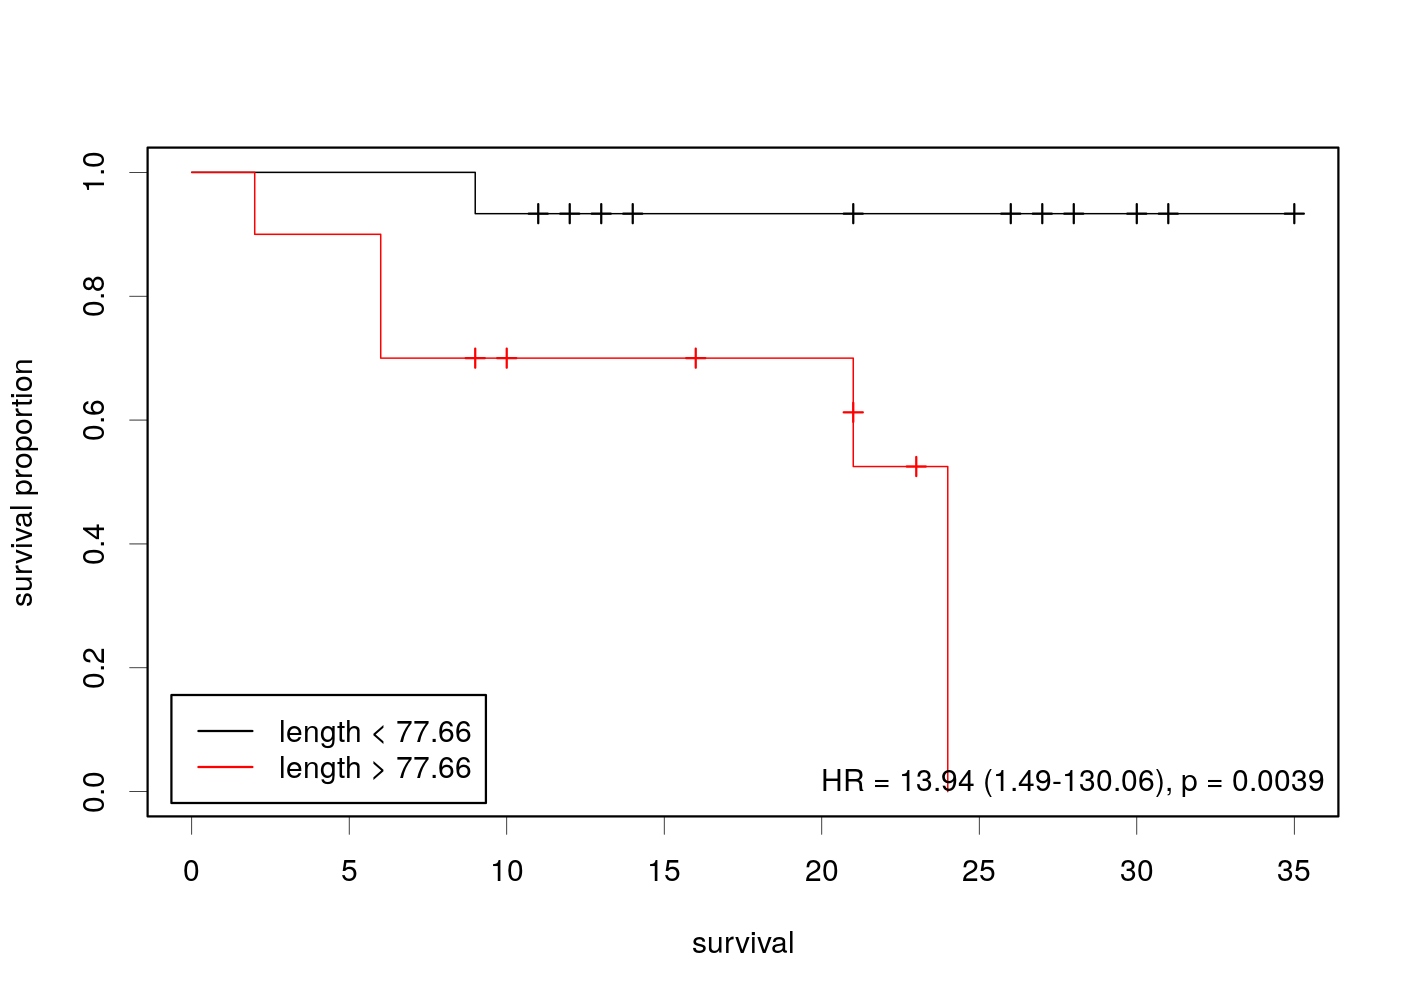 survival proportion
1.0
0.8
0.6
0.4
0.2
0.0
length < 77.66
length > 77.66
HR = 13.94 (1.49-130.06), p = 0.0039
0 5 10 15 20 25 30 35
survival